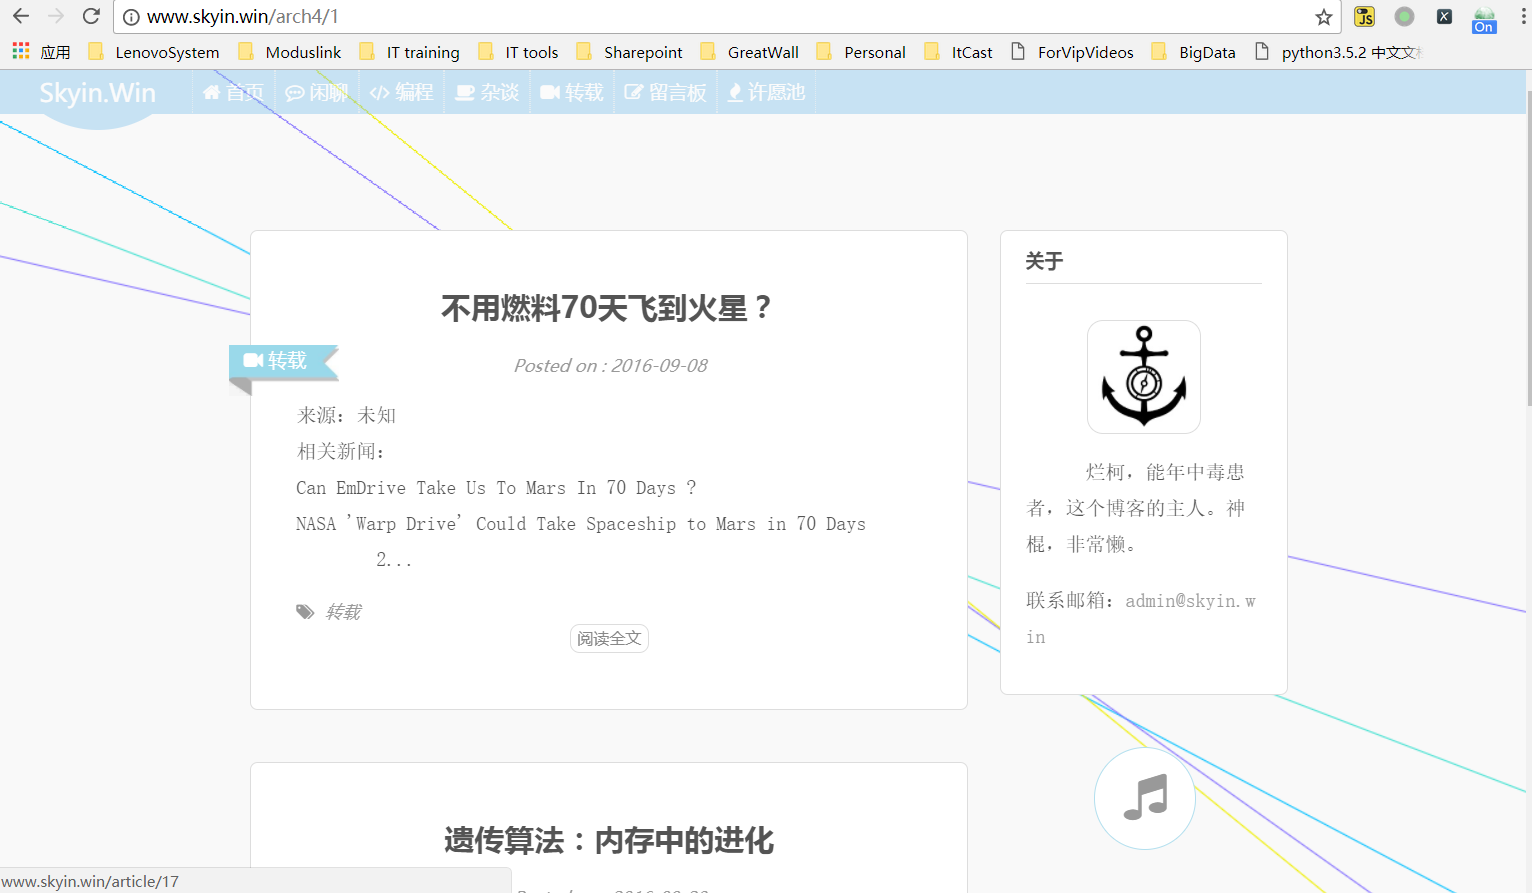 www.skyin.win/arch4/1
JS
X
On
应用 LenovoSystem Moduslink IT training IT tools Sharepoint GreatWall Personal ItCast ForVipVideos BigData python3.5.2 中文文档
Skyin.Win 首页 闲聊 编程 杂谈 转载 留言板 许愿池
不用燃料70天飞到火星？
转载
Posted on : 2016-09-08
来源：未知
相关新闻：
Can EmDrive Take Us To Mars In 70 Days ?
NASA 'Warp Drive' Could Take Spaceship to Mars in 70 Days
2...
转载
阅读全文
关于
烂柯，能年中毒患
者，这个博客的主人。神
棍，非常懒。
联系邮箱：admin@skyin.w
in
遗传算法：内存中的进化
www.skyin.win/article/17